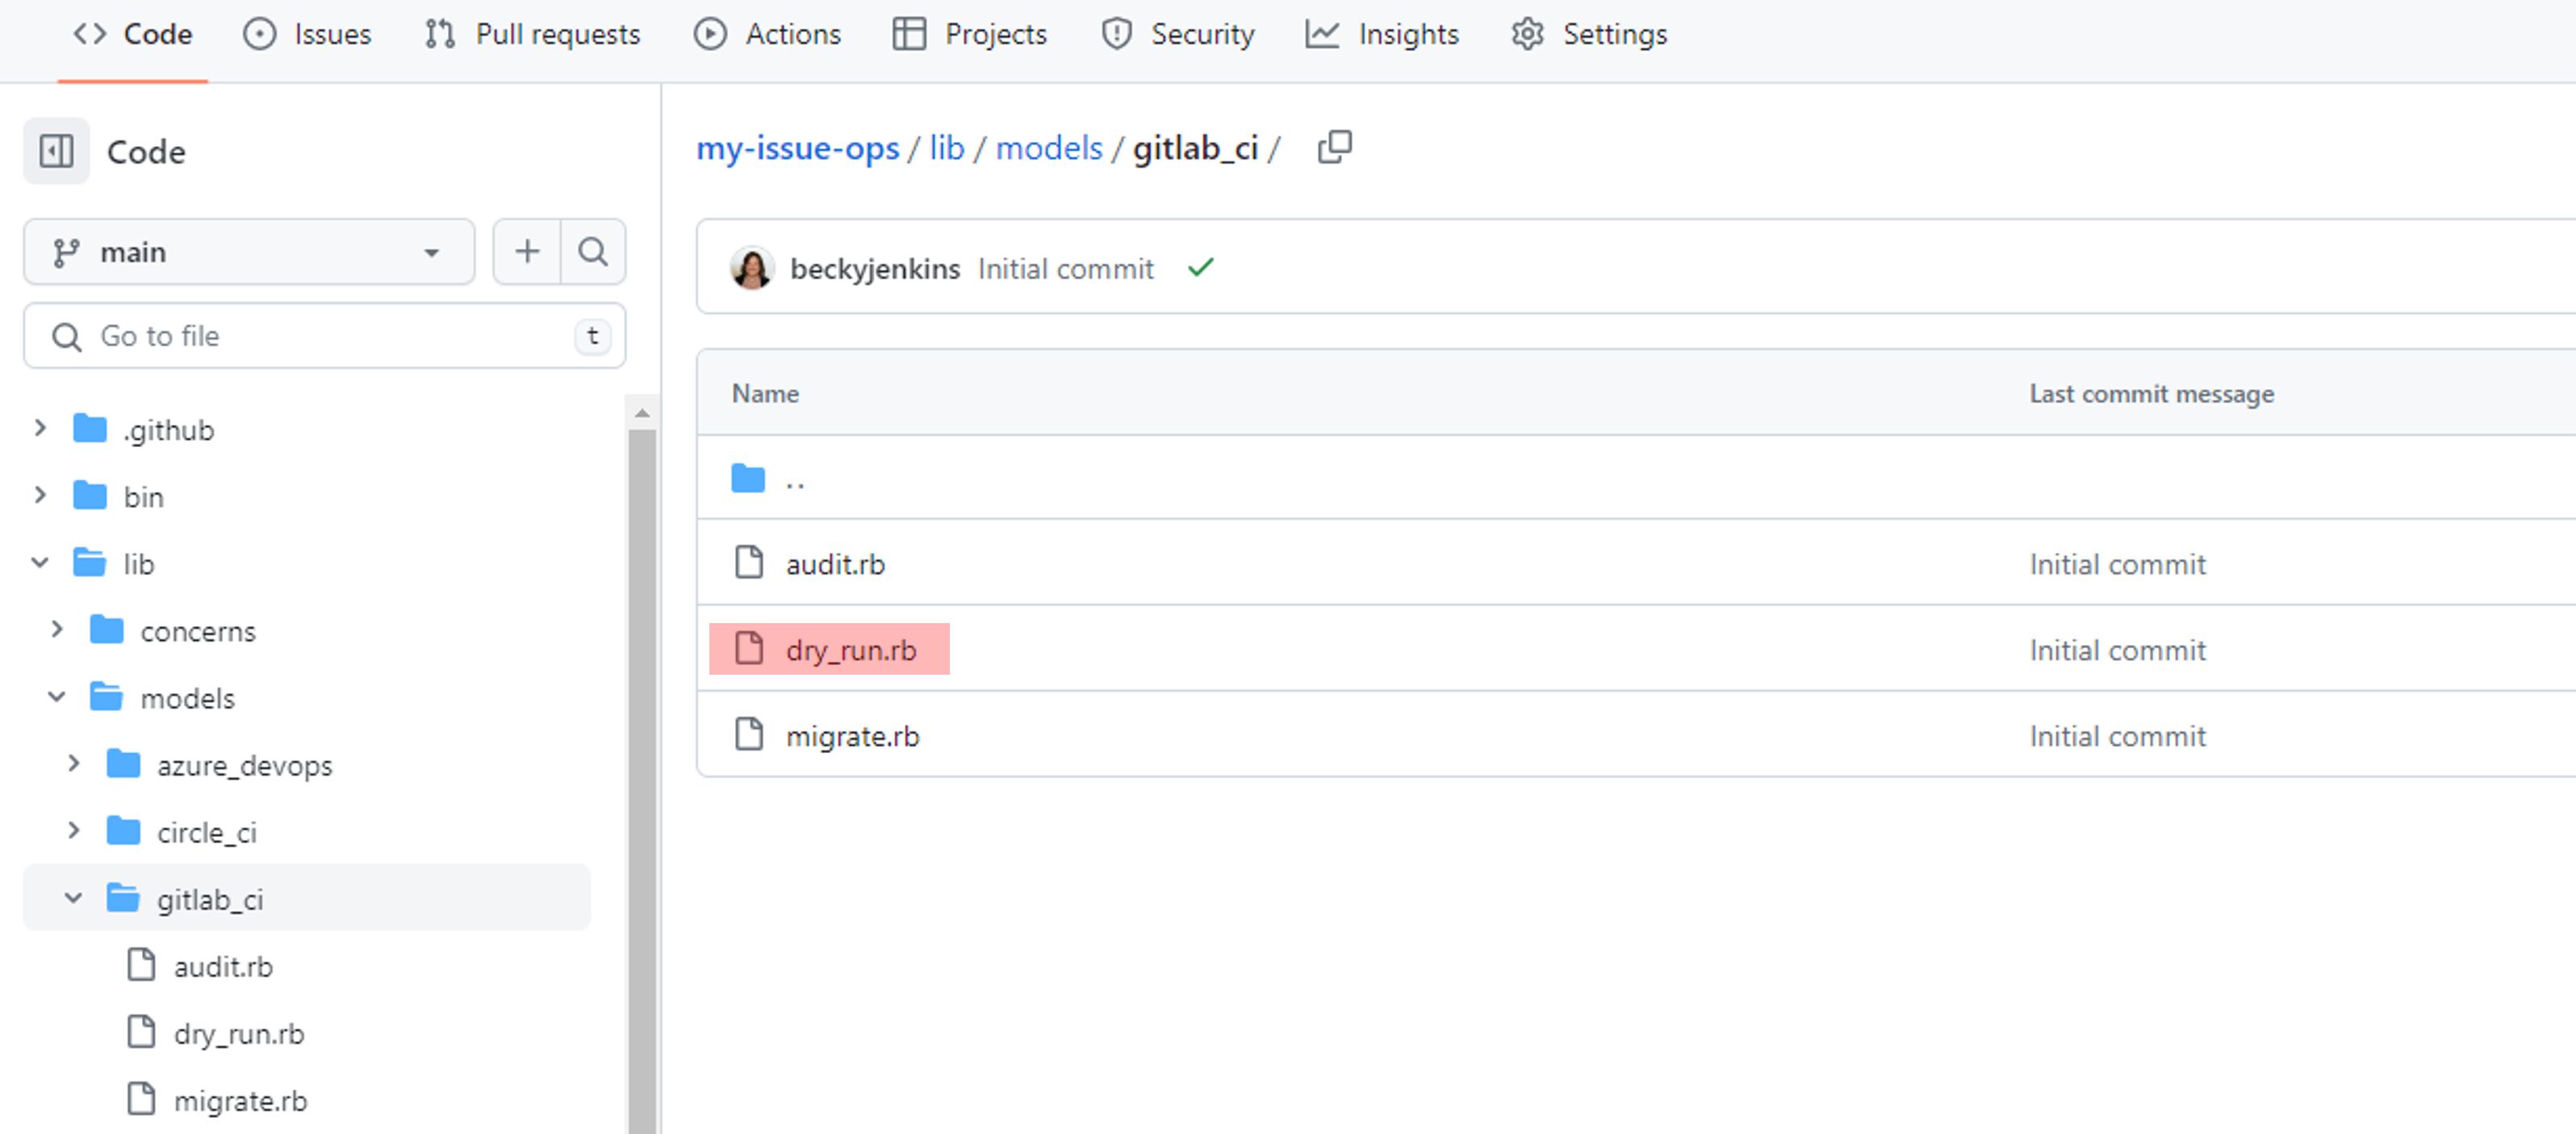 Code Issues Pull requests Actions Projects Security Insights Settings
Code
main
Go to file t
.github
bin
lib
concerns
models
azure_devops
circle_ci
gitlab_ci
audit.rb
dry_run.rb
migrate.rb
my-issue-ops / lib / models / gitlab_ci /
beckyjenkins Initial commit
Name Last commit message
..
audit.rb Initial commit
dry_run.rb Initial commit
migrate.rb Initial commit